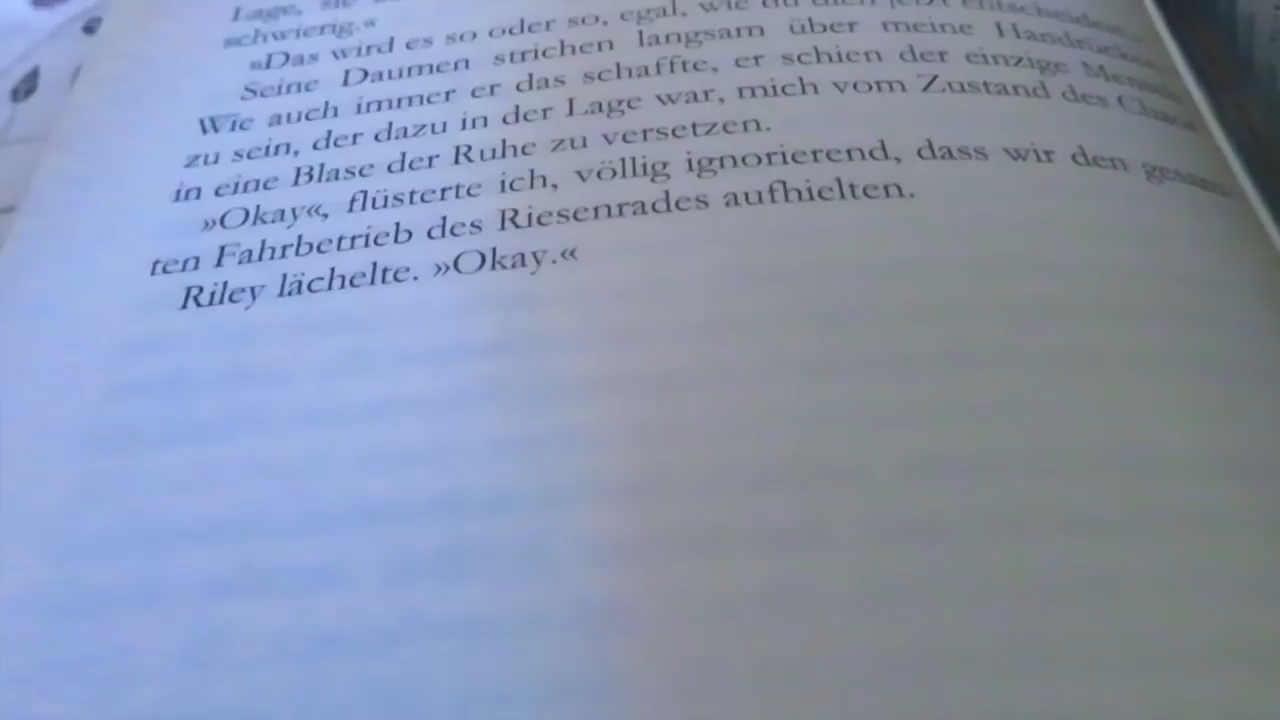 Lage,
schwierig.«
»Das wird es so oder so, egal, wie du dich jetzt entscheidest.
Seine Daumen strichen langsam über meine Handrücken.
Wie auch immer er das schaffte, er schien der einzige Mensch
zu sein, der dazu in der Lage war, mich vom Zustand des Chaos
in eine Blase der Ruhe zu versetzen.
»Okay«, flüsterte ich, völlig ignorierend, dass wir den gesam-
ten Fahrbetrieb des Riesenrades aufhielten.
Riley lächelte. »Okay.«